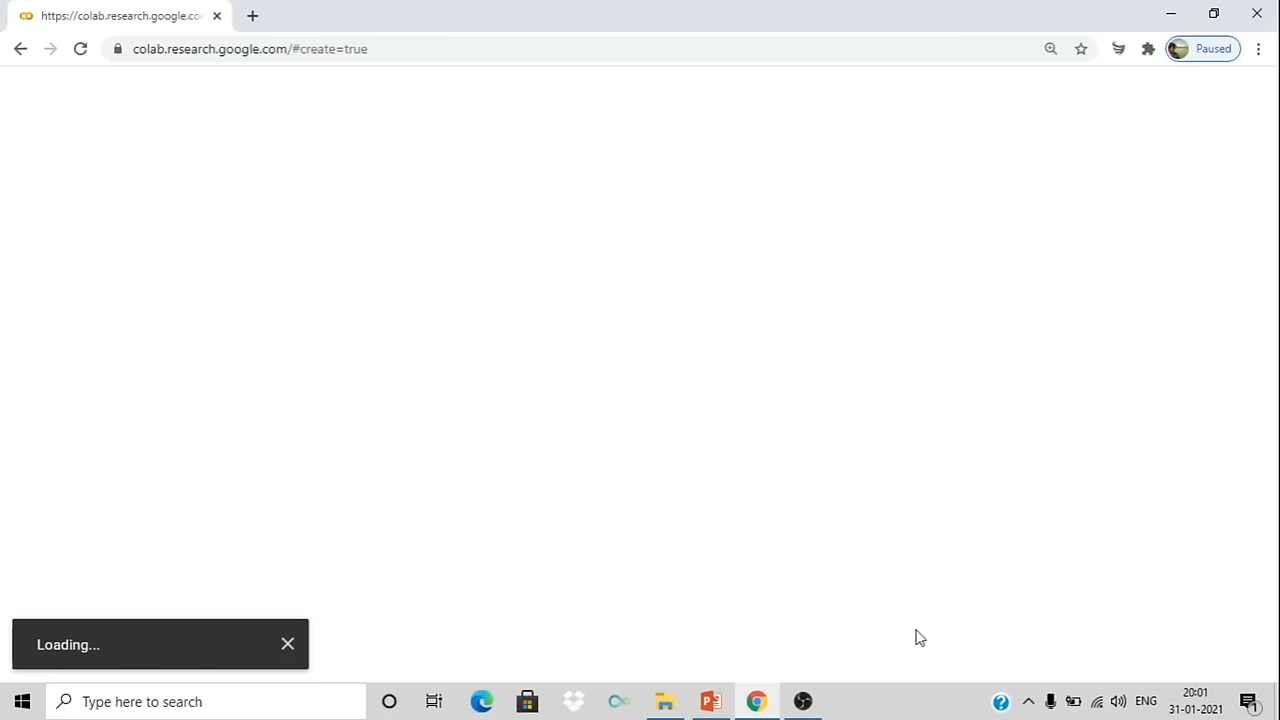 https://colab.research.google.co
colab.research.google.com/#create=true
Paused
Loading...
Type here to search
ENG
20:01
31-01-2021
1